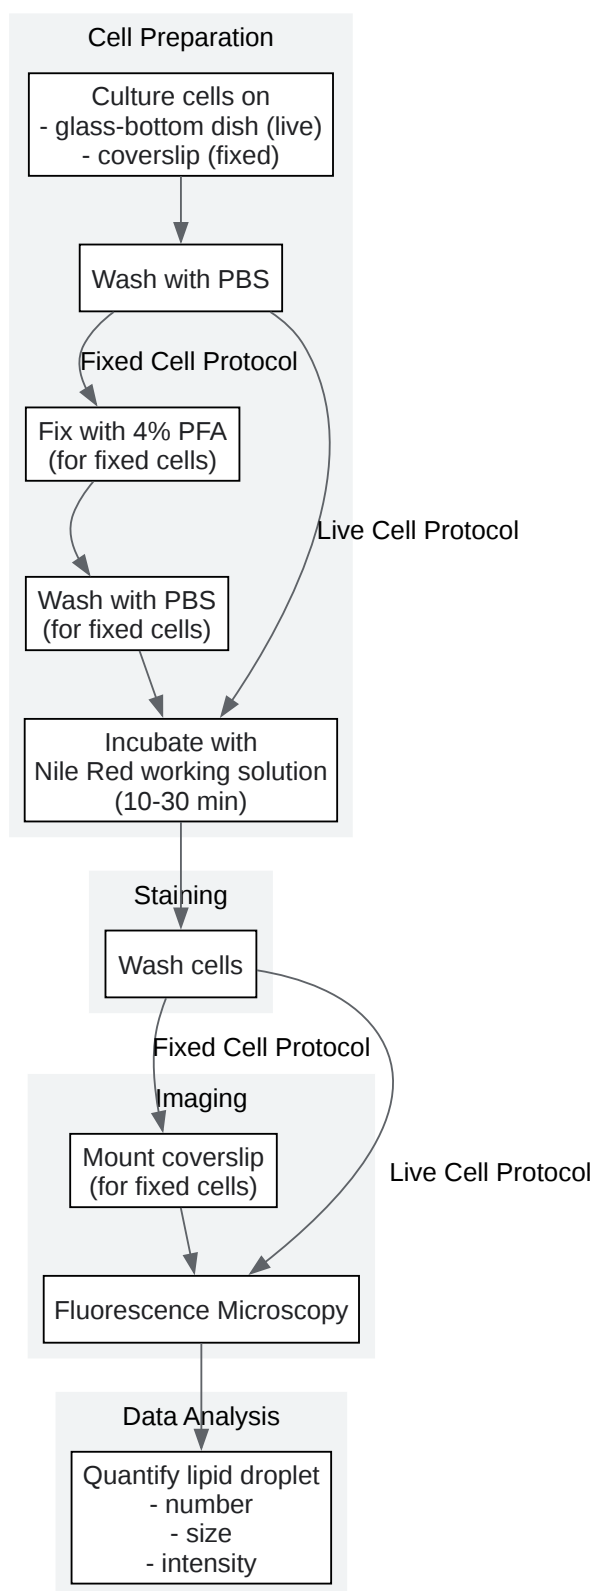 Cell Preparation
Culture cells on
- glass-bottom dish (live)
- coverslip (fixed)
Wash with PBS
Fixed Cell Protocol
Fix with 4% PFA
(for fixed cells)
Live Cell Protocol
Wash with PBS
(for fixed cells)
Incubate with
Nile Red working solution
(10-30 min)
Staining
Wash cells
Fixed Cell Protocol
Imaging
Mount coverslip
(for fixed cells)
Live Cell Protocol
Fluorescence Microscopy
Data Analysis
Quantify lipid droplet
- number
- size
- intensity